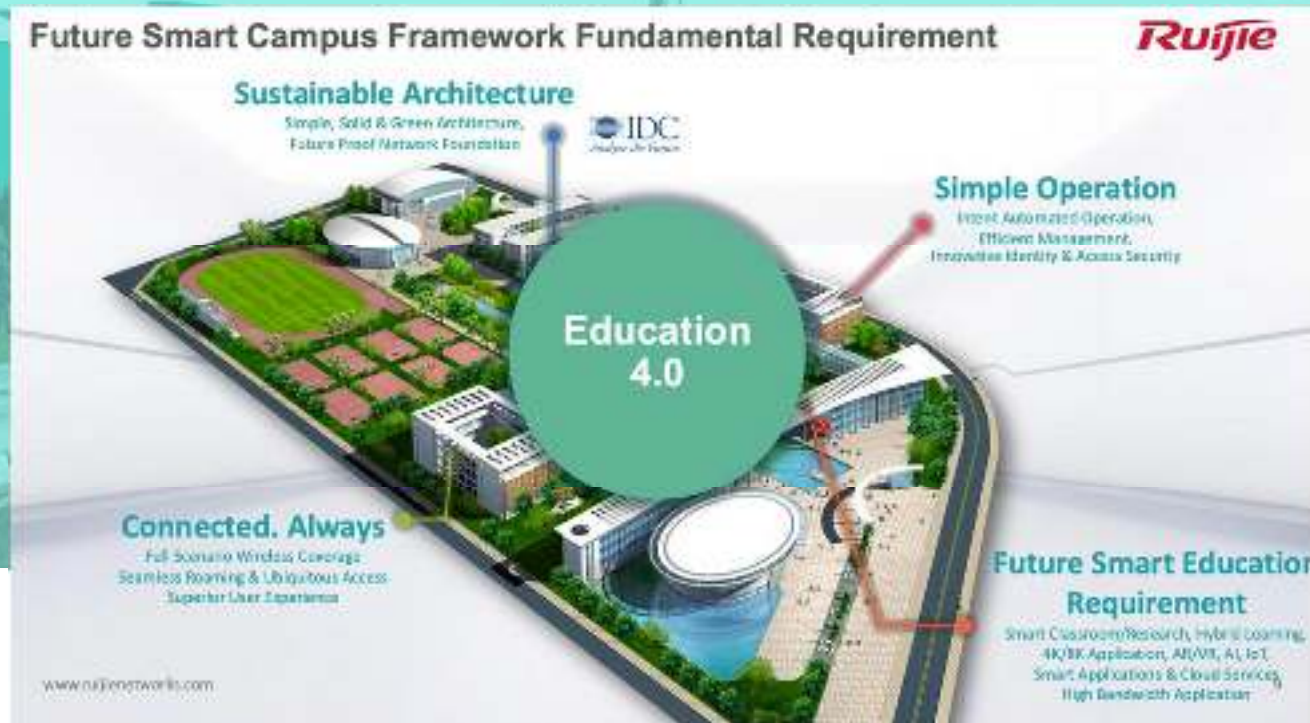 Future Smart Campus Framework Fundamental Requirement
Ruijie
Sustainable Architecture
Simple, Solid & Green Architecture,
Future Proof Network Foundation
IDC
Analyze the Future
Simple Operation
Intent Automated Operation,
Efficient Management,
Innovative Identity & Access Security
Education
4.0
Connected. Always
Full Scenario Wireless Coverage
Seamless Roaming & Ubiquitous Access
Superior User Experience
Future Smart Education
Requirement
Smart Classroom/Research, Hybrid Learning,
4K/8K Application, AR/VR, AI, IoT,
Smart Applications & Cloud Services
High Bandwidth Application
www.ruijienetworks.com